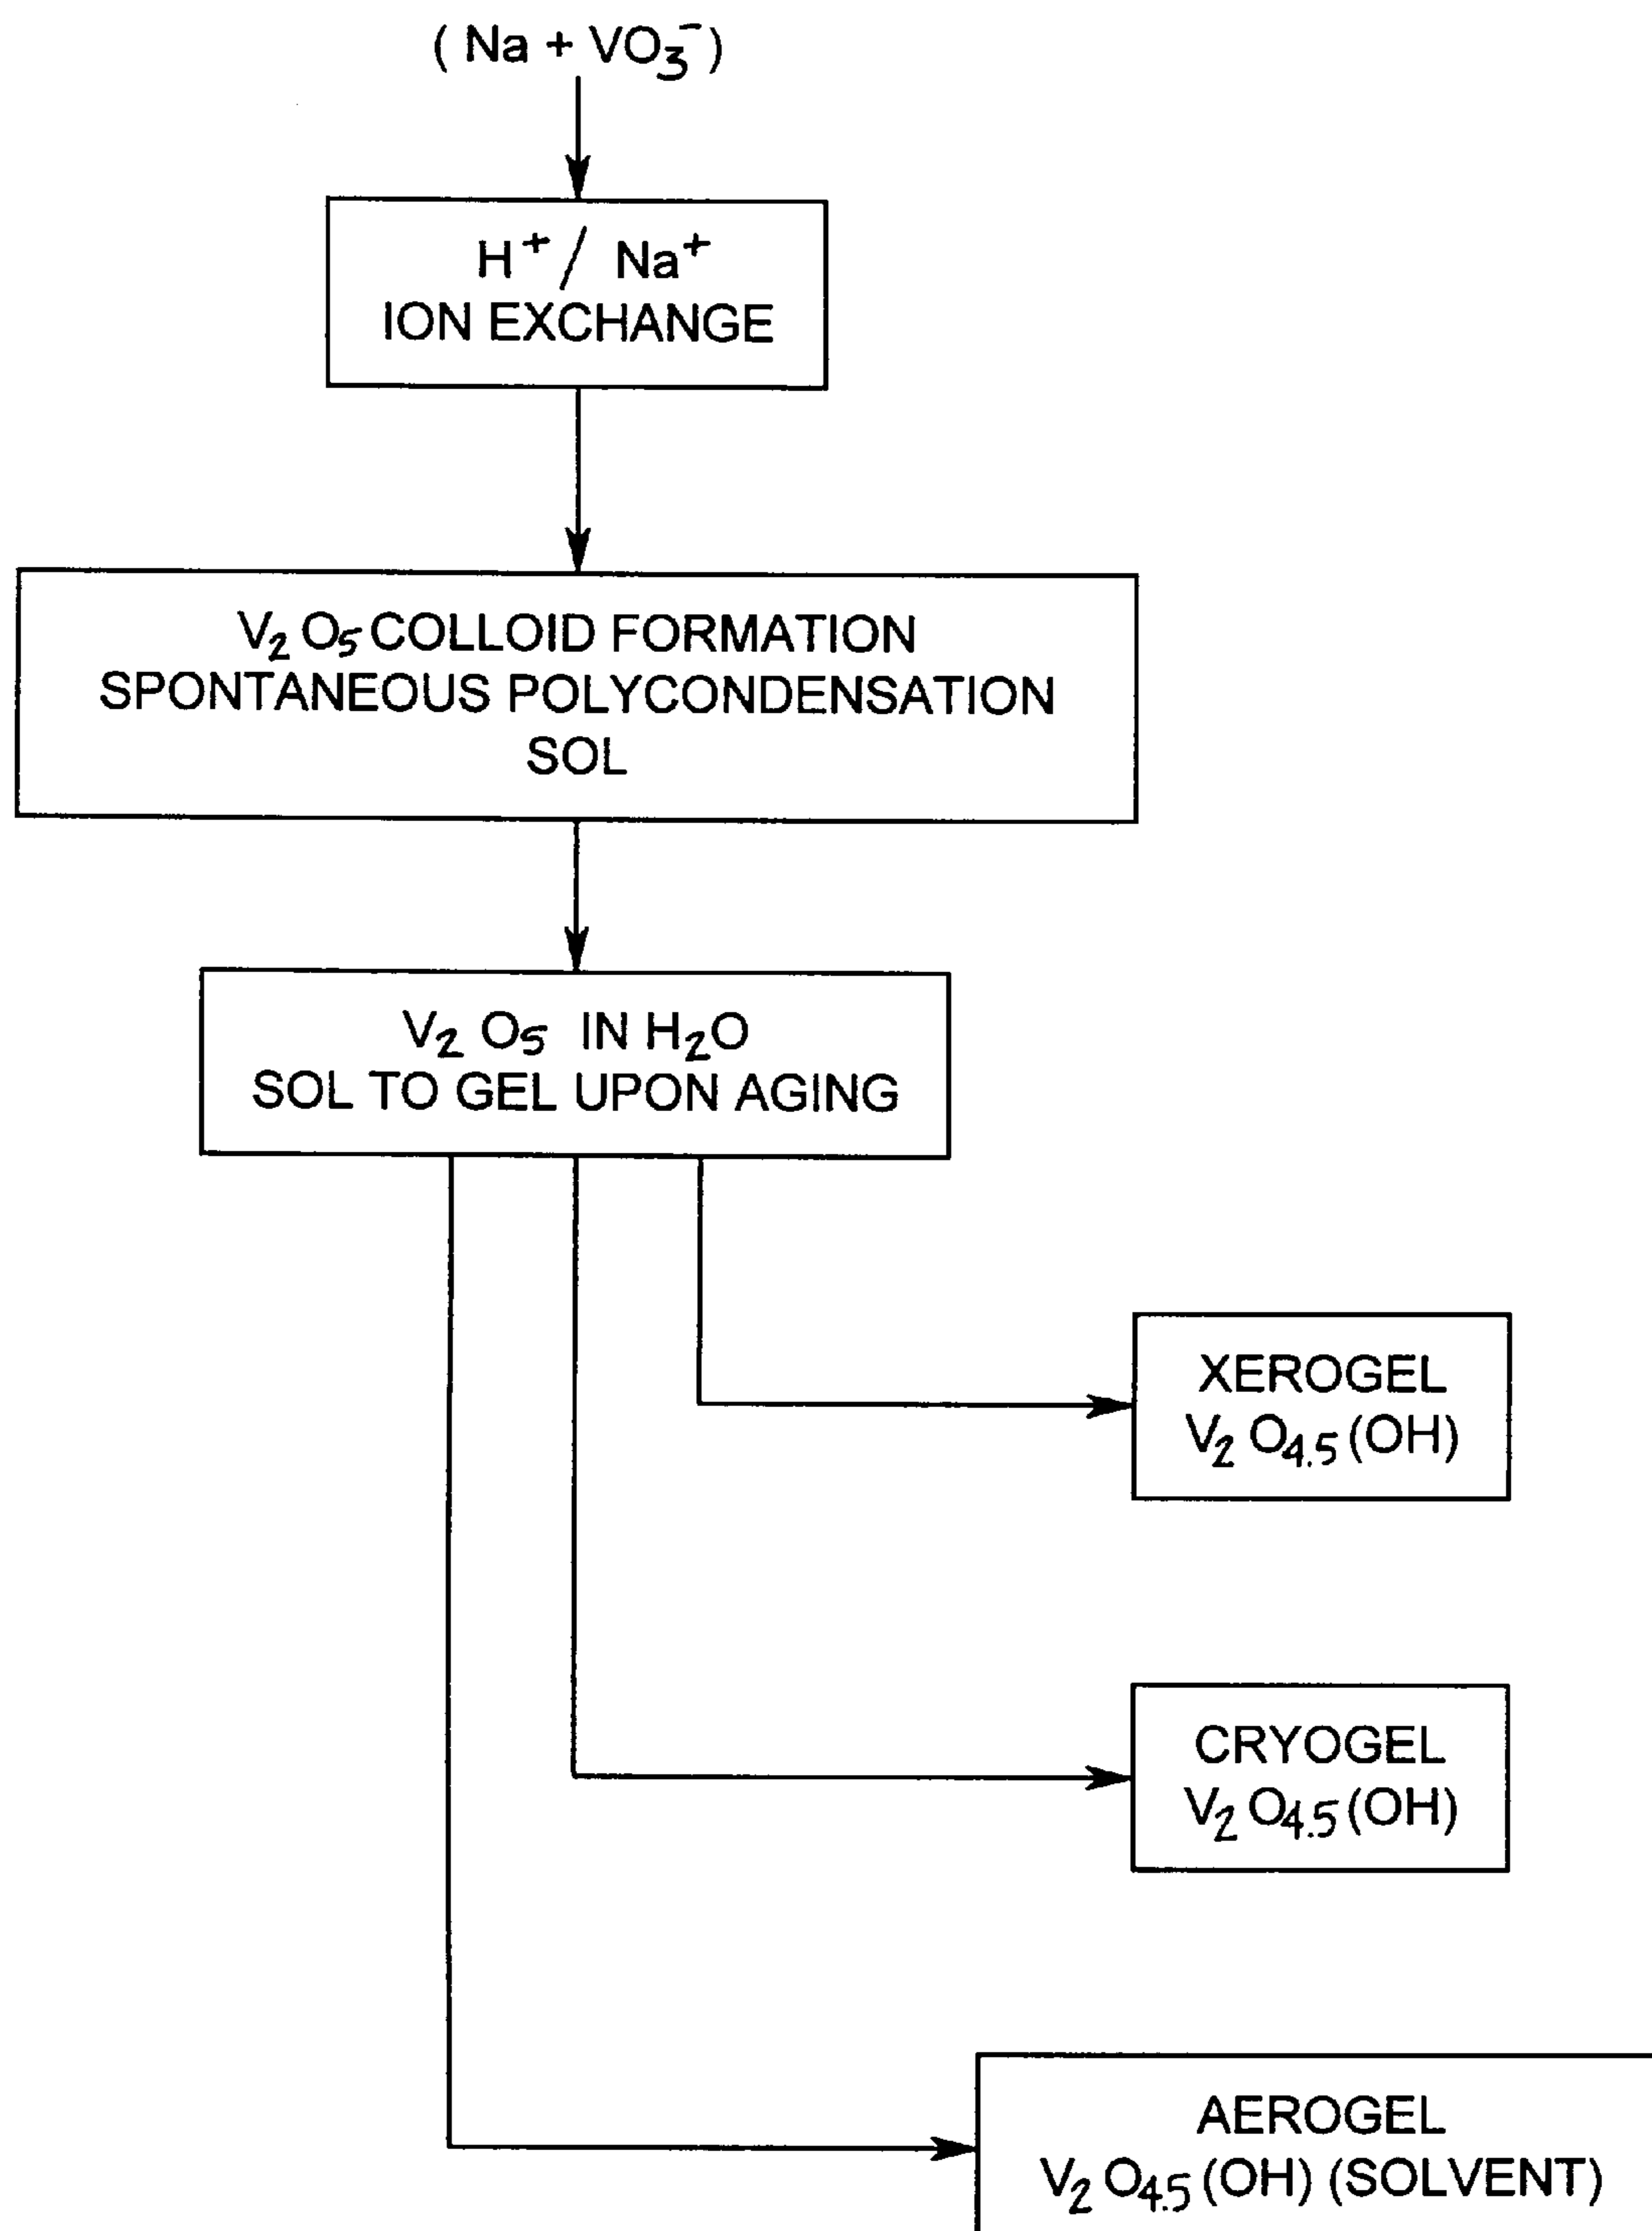 ( Na + VO₃⁻)
H⁺ / Na⁺
ION EXCHANGE
V₂ O₅ COLLOID FORMATION
SPONTANEOUS POLYCONDENSATION
SOL
V₂ O₅ IN H₂O
SOL TO GEL UPON AGING
XEROGEL
V₂ O₄.₅ (OH)
CRYOGEL
V₂ O₄.₅ (OH)
AEROGEL
V₂ O₄.₅ (OH) (SOLVENT)